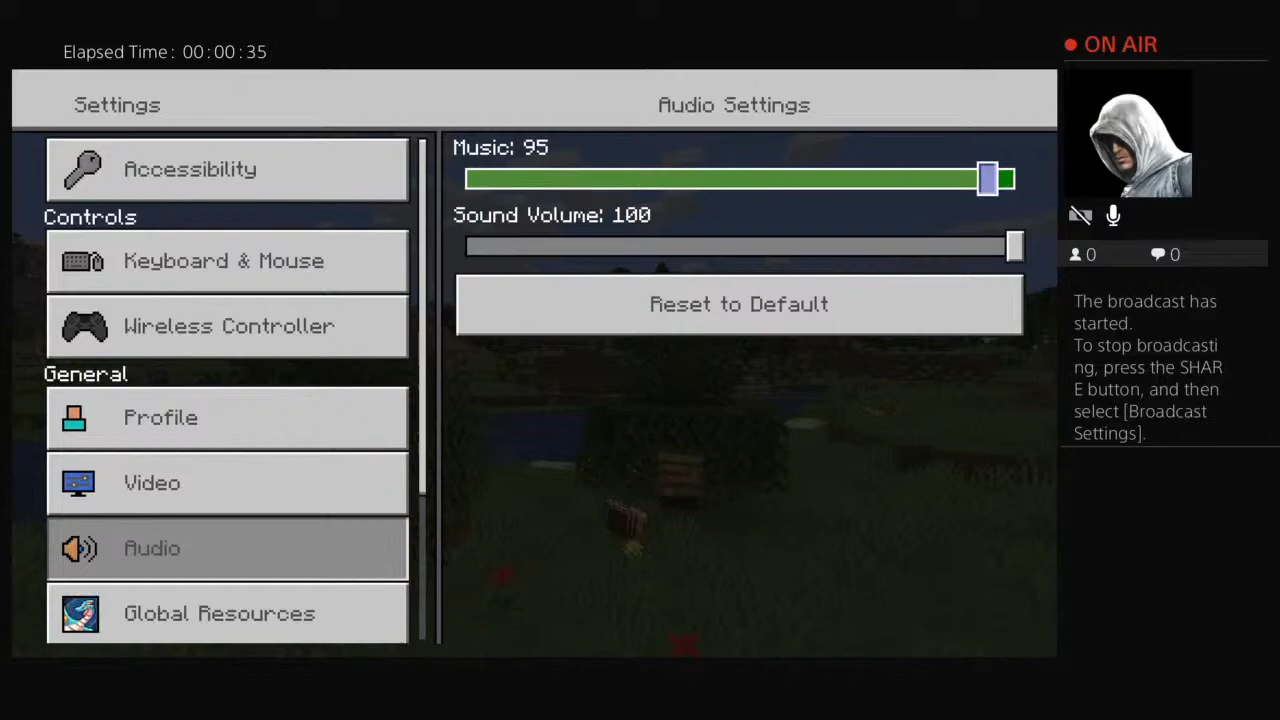 Elapsed Time: 00:00:35
ON AIR
Settings
Audio Settings
Accessibility
Controls
Keyboard & Mouse
Wireless Controller
General
Profile
Video
Audio
Global Resources
Music: 95
Sound Volume: 100
Reset to Default
0
0
The broadcast has
started.
To stop broadcasti
ng, press the SHAR
E button, and then
select [Broadcast
Settings].